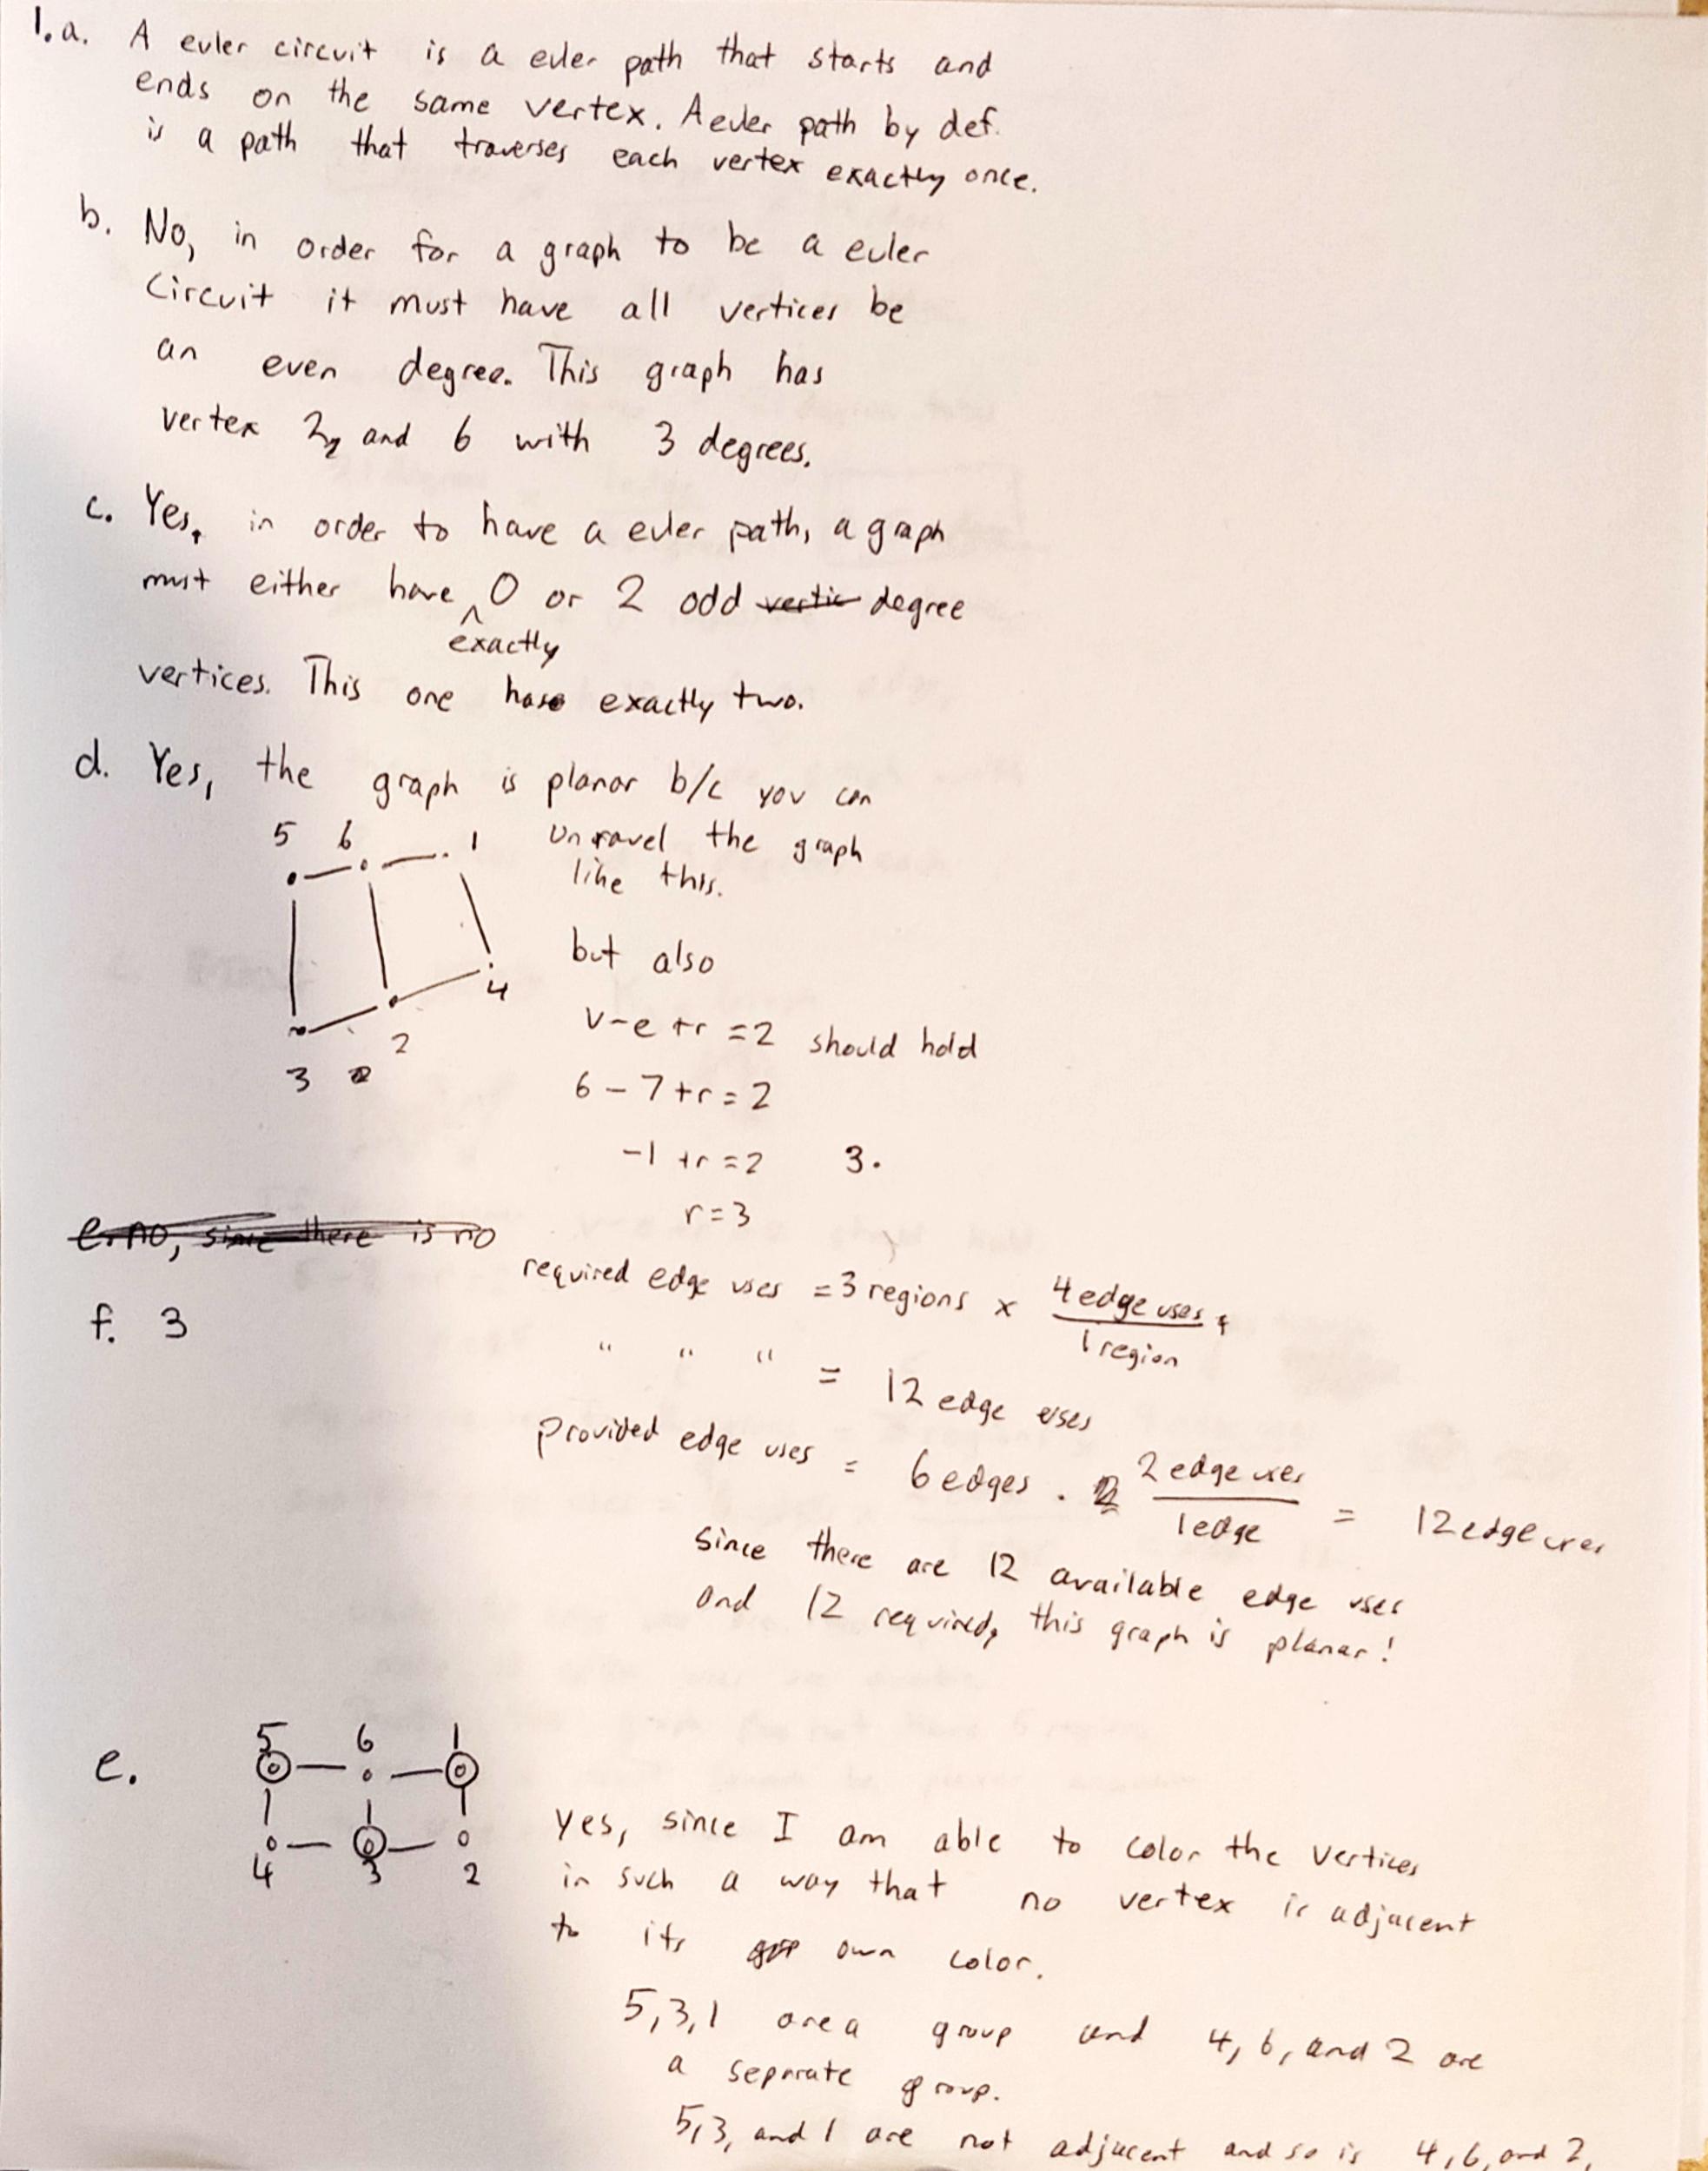 1.a. A euler circuit is a euler path that starts and
ends on the same vertex. A euler path by def.
is a path that traverses each vertex exactly once.
b. No, in order for a graph to be a euler
circuit it must have all vertices be
an even degree. This graph has
vertex 2, and 6 with 3 degrees.
c. Yes, in order to have a euler path, a graph
must either have 0 or 2 odd vertic degree
exactly
vertices. This one has exactly two.
d. Yes, the graph is planar b/c you can
5 6 1 unravel the graph
like this.
but also
4
v-e+r=2 should hold
2
3
6-7+r=2
-1+r=2 3.
r=3
e. no, since there is no
required edge uses = 3 regions x 4 edge uses
1 region
f. 3
" " " = 12 edge uses
provided edge uses = 6 edges . 2 edge uses = 12 edge uses
1 edge
since there are 12 available edge uses
and 12 required, this graph is planar!
e. 5 6 1
4 3 2
Yes, since I am able to color the vertices
in such a way that no vertex is adjacent
to its own color.
5,3,1 are a group and 4, 6, and 2 are
a seperate group.
5,3, and 1 are not adjacent and so is 4,6, and 2.